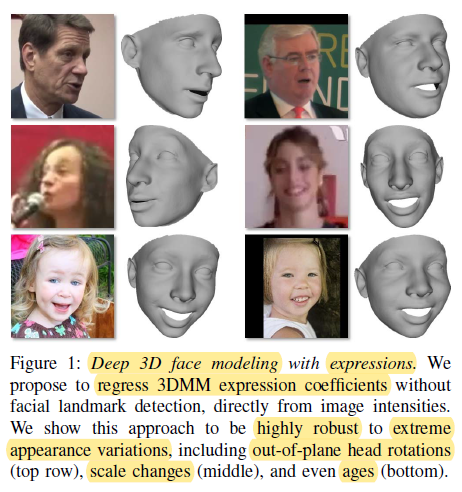 RE
END
Figure 1: Deep 3D face modeling with expressions. We
propose to regress 3DMM expression coefficients without
facial landmark detection, directly from image intensities.
We show this approach to be highly robust to extreme
appearance variations, including out-of-plane head rotations
(top row), scale changes (middle), and even ages (bottom).